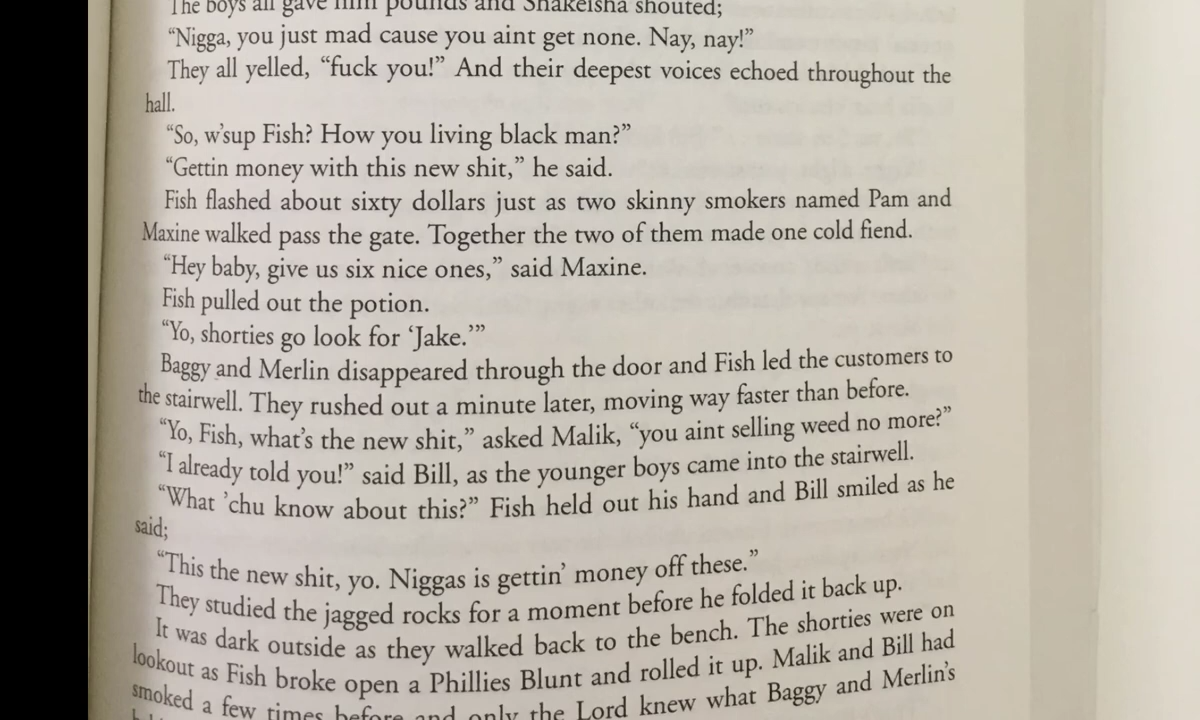 The boys all gave him pounds and Shakeisha shouted;
“Nigga, you just mad cause you aint get none. Nay, nay!”
They all yelled, “fuck you!” And their deepest voices echoed throughout the
hall.
“So, w’sup Fish? How you living black man?”
“Gettin money with this new shit,” he said.
Fish flashed about sixty dollars just as two skinny smokers named Pam and
Maxine walked pass the gate. Together the two of them made one cold fiend.
“Hey baby, give us six nice ones,” said Maxine.
Fish pulled out the potion.
“Yo, shorties go look for ‘Jake.’”
Baggy and Merlin disappeared through the door and Fish led the customers to
the stairwell. They rushed out a minute later, moving way faster than before.
“Yo, Fish, what’s the new shit,” asked Malik, “you aint selling weed no more?”
“I already told you!” said Bill, as the younger boys came into the stairwell.
“What ’chu know about this?” Fish held out his hand and Bill smiled as he
said;
“This the new shit, yo. Niggas is gettin’ money off these.”
They studied the jagged rocks for a moment before he folded it back up.
It was dark outside as they walked back to the bench. The shorties were on
lookout as Fish broke open a Phillies Blunt and rolled it up. Malik and Bill had
smoked a few times before and only the Lord knew what Baggy and Merlin’s